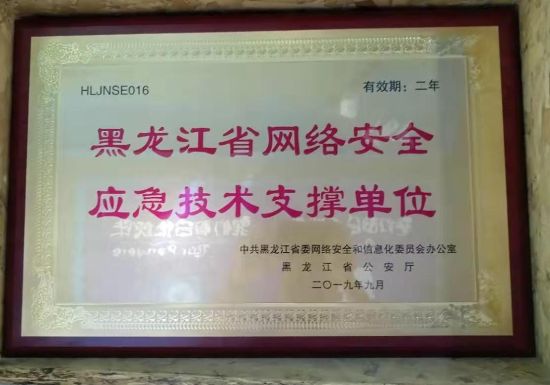 HLJNSE016 有效期：二年
黑龙江省网络安全
应急技术支撑单位
中共黑龙江省委网络安全和信息化委员会办公室
黑龙江省公安厅
二〇一九年九月